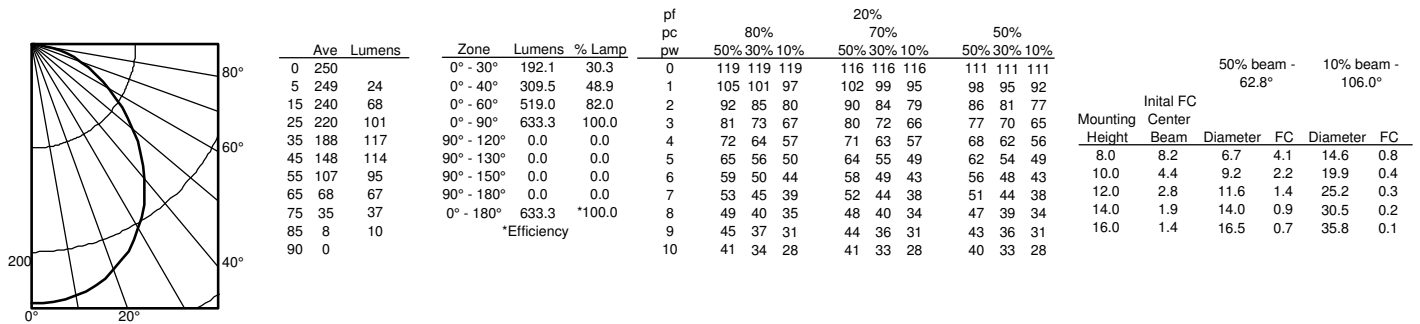 80°
60°
200
40°
0° 20°
Ave Lumens
0 250
5 249 24
15 240 68
25 220 101
35 188 117
45 148 114
55 107 95
65 68 67
75 35 37
85 8 10
90 0
Zone Lumens % Lamp
0° - 30° 192.1 30.3
0° - 40° 309.5 48.9
0° - 60° 519.0 82.0
0° - 90° 633.3 100.0
90° - 120° 0.0 0.0
90° - 130° 0.0 0.0
90° - 150° 0.0 0.0
90° - 180° 0.0 0.0
0° - 180° 633.3 *100.0
*Efficiency
pf 20%
pc 80% 70% 50%
pw 50% 30% 10% 50% 30% 10% 50% 30% 10%
0 119 119 119 116 116 116 111 111 111
1 105 101 97 102 99 95 98 95 92
2 92 85 80 90 84 79 86 81 77
3 81 73 67 80 72 66 77 70 65
4 72 64 57 71 63 57 68 62 56
5 65 56 50 64 55 49 62 54 49
6 59 50 44 58 49 43 56 48 43
7 53 45 39 52 44 38 51 44 38
8 49 40 35 48 40 34 47 39 34
9 45 37 31 44 36 31 43 36 31
10 41 34 28 41 33 28 40 33 28
50% beam - 10% beam -
62.8° 106.0°
Inital FC
Mounting Center
Height Beam Diameter FC Diameter FC
8.0 8.2 6.7 4.1 14.6 0.8
10.0 4.4 9.2 2.2 19.9 0.4
12.0 2.8 11.6 1.4 25.2 0.3
14.0 1.9 14.0 0.9 30.5 0.2
16.0 1.4 16.5 0.7 35.8 0.1